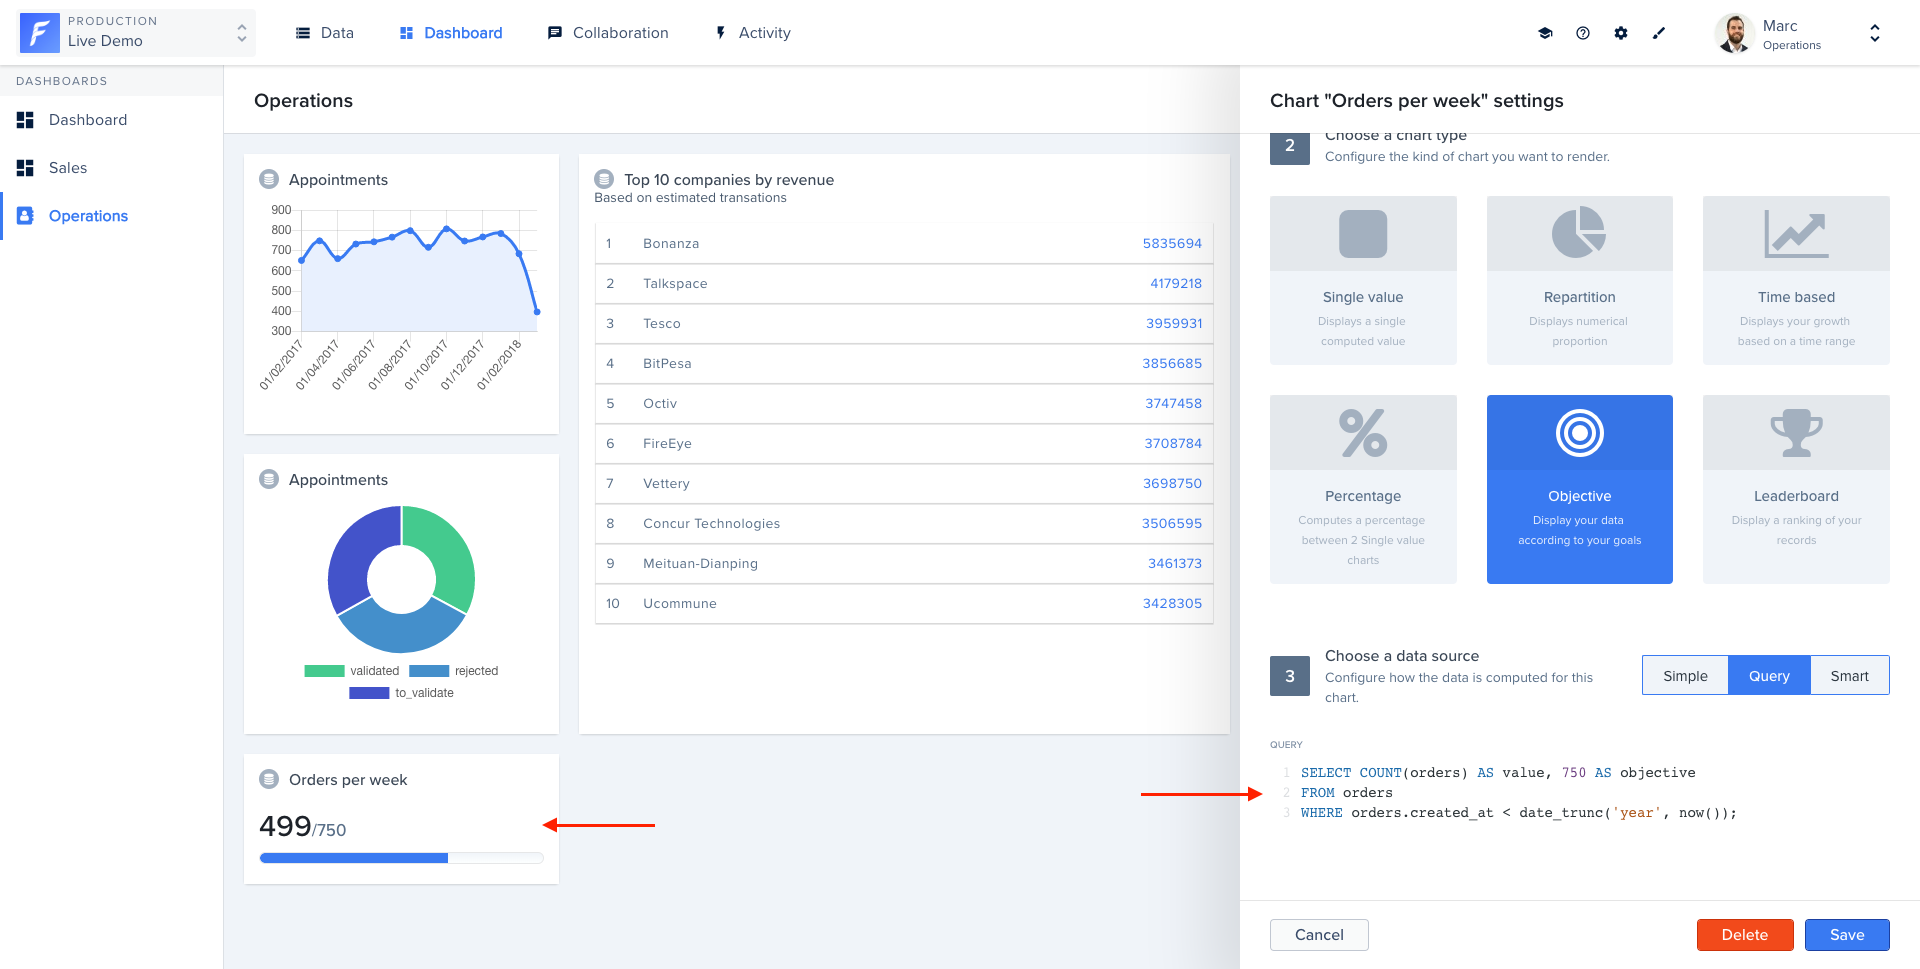 PRODUCTION
Live Demo
Data
Dashboard
Collaboration
Activity
Marc
Operations
DASHBOARDS
Dashboard
Sales
Operations
Operations
Appointments
900
800
700
600
500
400
300
01/02/2017
01/04/2017
01/06/2017
01/08/2017
01/10/2017
01/12/2017
01/02/2018
Appointments
validated
rejected
to_validate
Orders per week
499/750
Top 10 companies by revenue
Based on estimated transations
1 Bonanza 5835694
2 Talkspace 4179218
3 Tesco 3959931
4 BitPesa 3856685
5 Octiv 3747458
6 FireEye 3708784
7 Vettery 3698750
8 Concur Technologies 3506595
9 Meituan-Dianping 3461373
10 Ucommune 3428305
Chart "Orders per week" settings
2
Choose a chart type
Configure the kind of chart you want to render.
Single value
Displays a single
computed value
Repartition
Displays numerical
proportion
Time based
Displays your growth
based on a time range
Percentage
Computes a percentage
between 2 Single value
charts
Objective
Display your data
according to your goals
Leaderboard
Display a ranking of your
records
3
Choose a data source
Configure how the data is computed for this
chart.
Simple
Query
Smart
QUERY
1 SELECT COUNT(orders) AS value, 750 AS objective
2 FROM orders
3 WHERE orders.created_at < date_trunc('year', now());
Cancel
Delete
Save